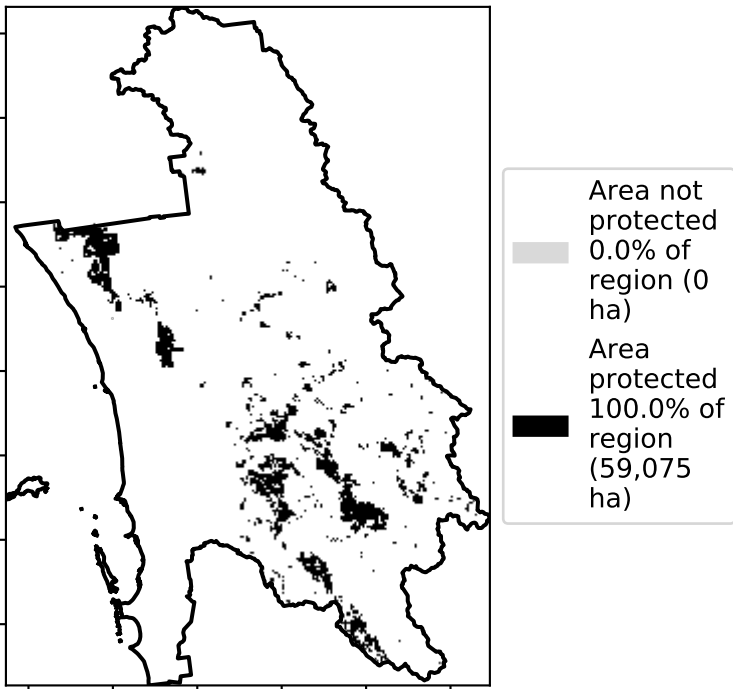 Area not
protected
0.0% of
region (0
ha)
Area
protected
100.0% of
region
(59,075
ha)